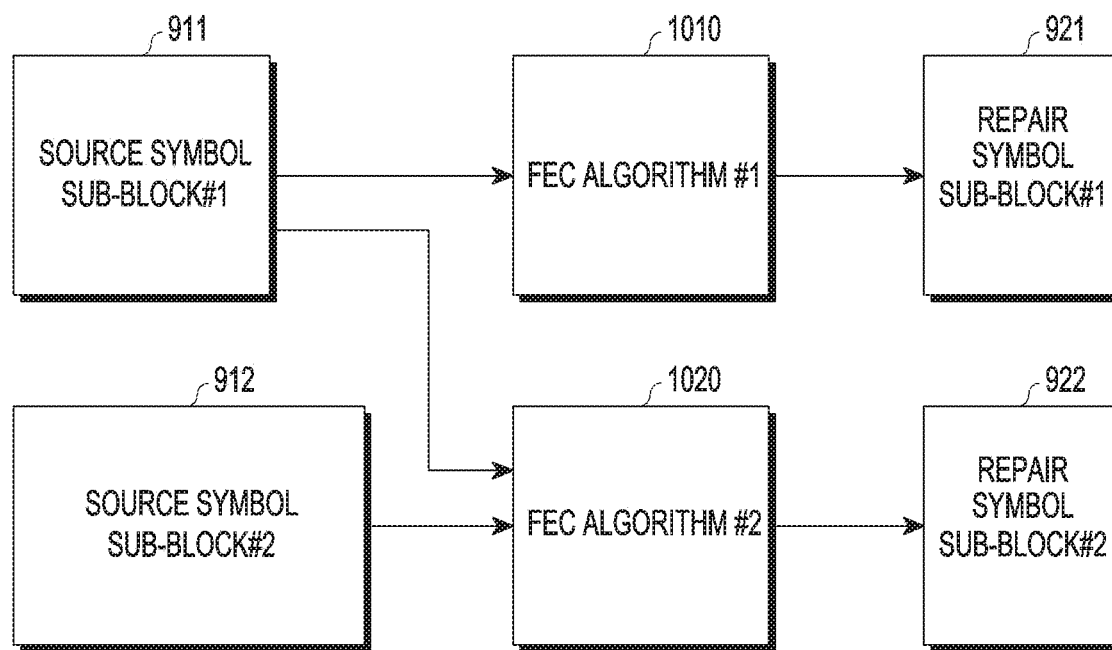 911
1010
921
SOURCE SYMBOL
SUB-BLOCK#1
FEC ALGORITHM #1
REPAIR
SYMBOL
SUB-BLOCK#1
912
1020
922
SOURCE SYMBOL
SUB-BLOCK#2
FEC ALGORITHM #2
REPAIR
SYMBOL
SUB-BLOCK#2